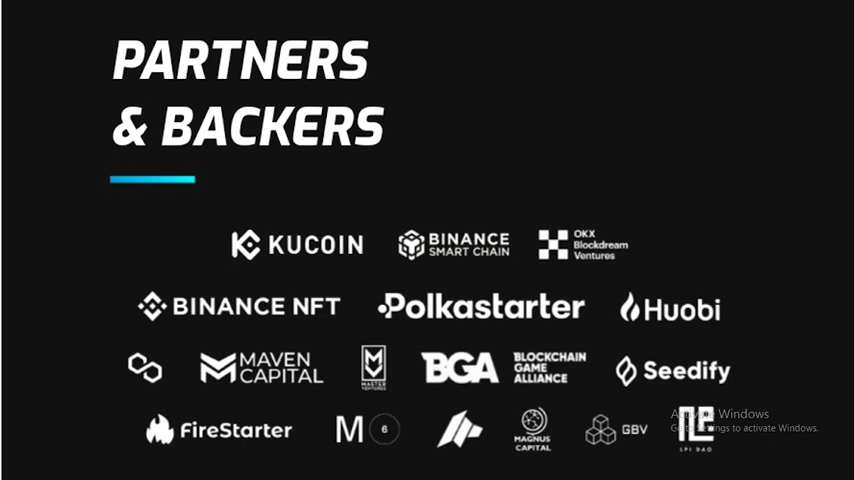 PARTNERS
& BACKERS
KUCOIN
BINANCE
SMART CHAIN
OKX
Blockdream
Ventures
BINANCE NFT
Polkastarter
Huobi
MAVEN
CAPITAL
MASTER
VENTURES
BGA
BLOCKCHAIN
GAME
ALLIANCE
Seedify
FireStarter
M
6
MAGNUS
CAPITAL
GBV
LPI DAO
Activate Windows
Go to Settings to activate Windows.